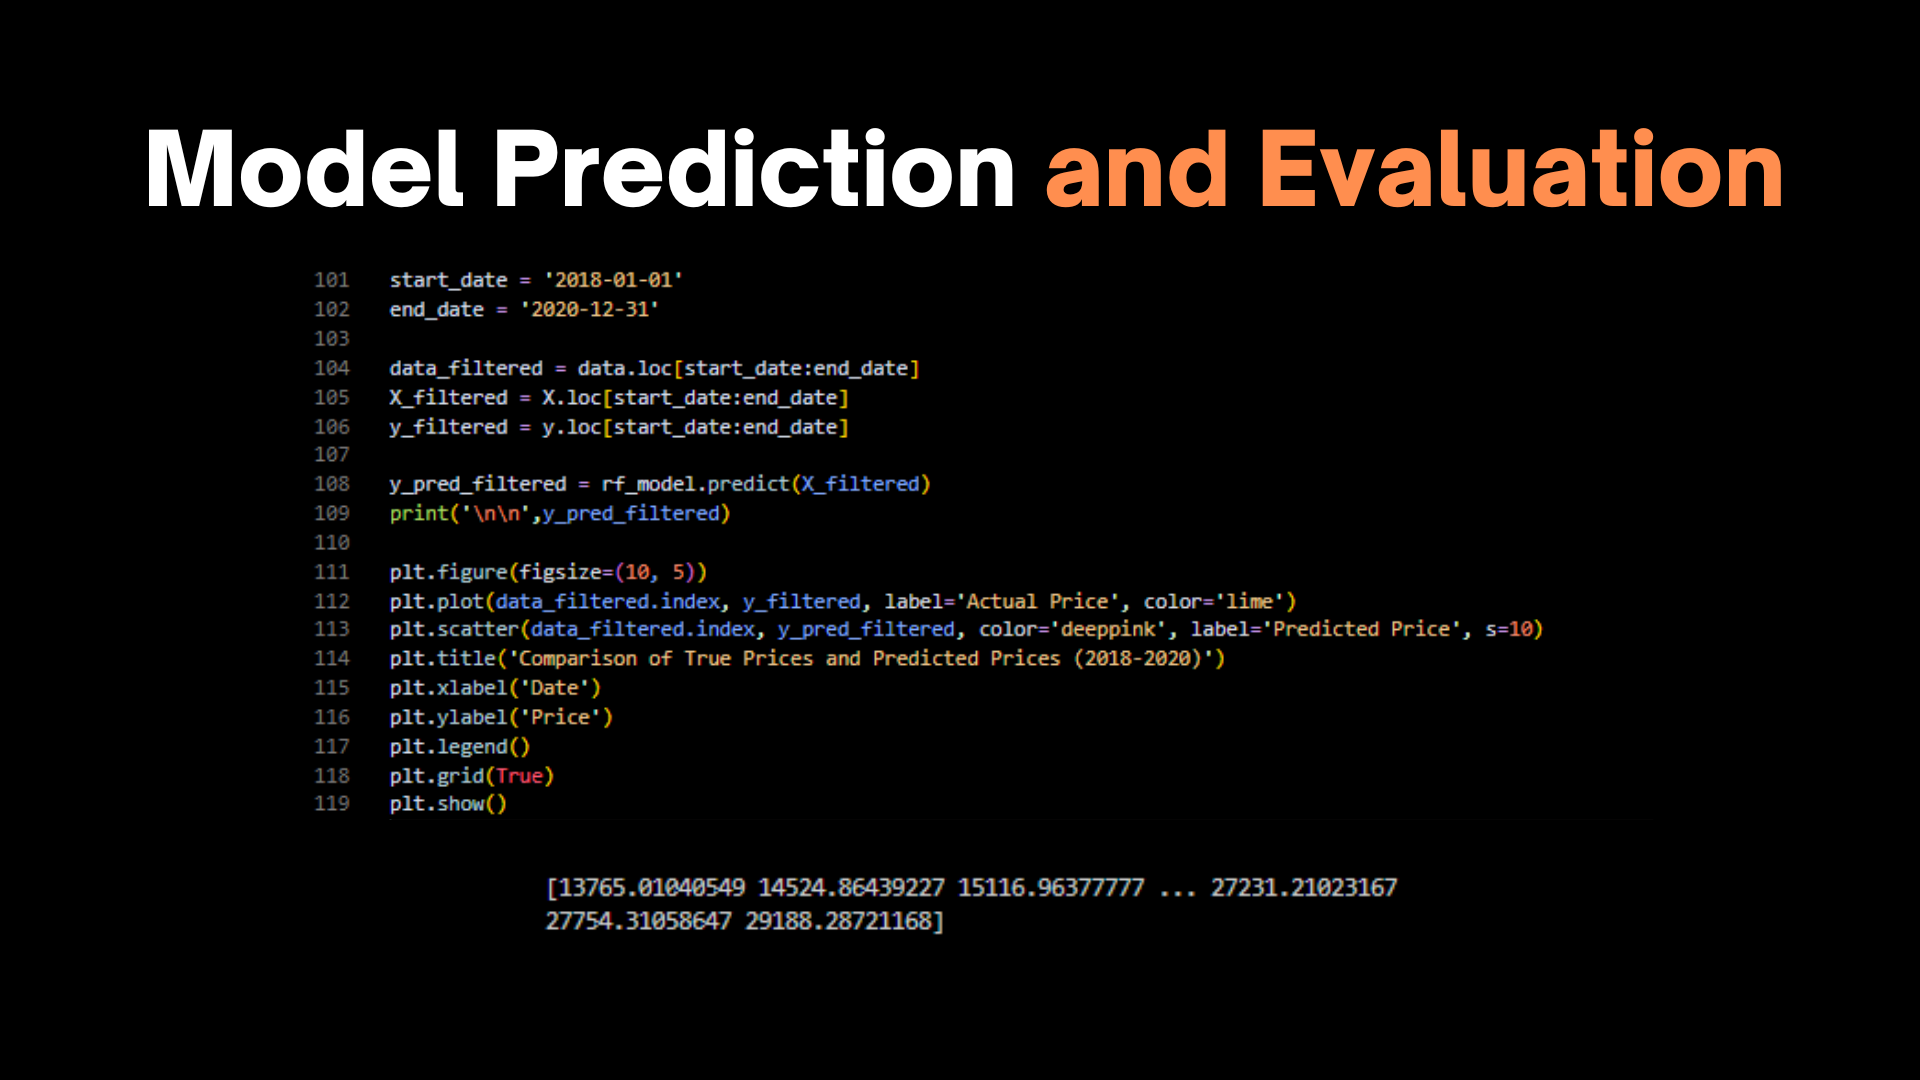 Model Prediction and Evaluation
101 start_date = '2018-01-01'
102 end_date = '2020-12-31'
103
104 data_filtered = data.loc[start_date:end_date]
105 X_filtered = X.loc[start_date:end_date]
106 y_filtered = y.loc[start_date:end_date]
107
108 y_pred_filtered = rf_model.predict(X_filtered)
109 print('\n\n',y_pred_filtered)
110
111 plt.figure(figsize=(10, 5))
112 plt.plot(data_filtered.index, y_filtered, label='Actual Price', color='lime')
113 plt.scatter(data_filtered.index, y_pred_filtered, color='deeppink', label='Predicted Price', s=10)
114 plt.title('Comparison of True Prices and Predicted Prices (2018-2020)')
115 plt.xlabel('Date')
116 plt.ylabel('Price')
117 plt.legend()
118 plt.grid(True)
119 plt.show()
[13765.01040549 14524.86439227 15116.96377777 ... 27231.21023167
27754.31058647 29188.28721168]